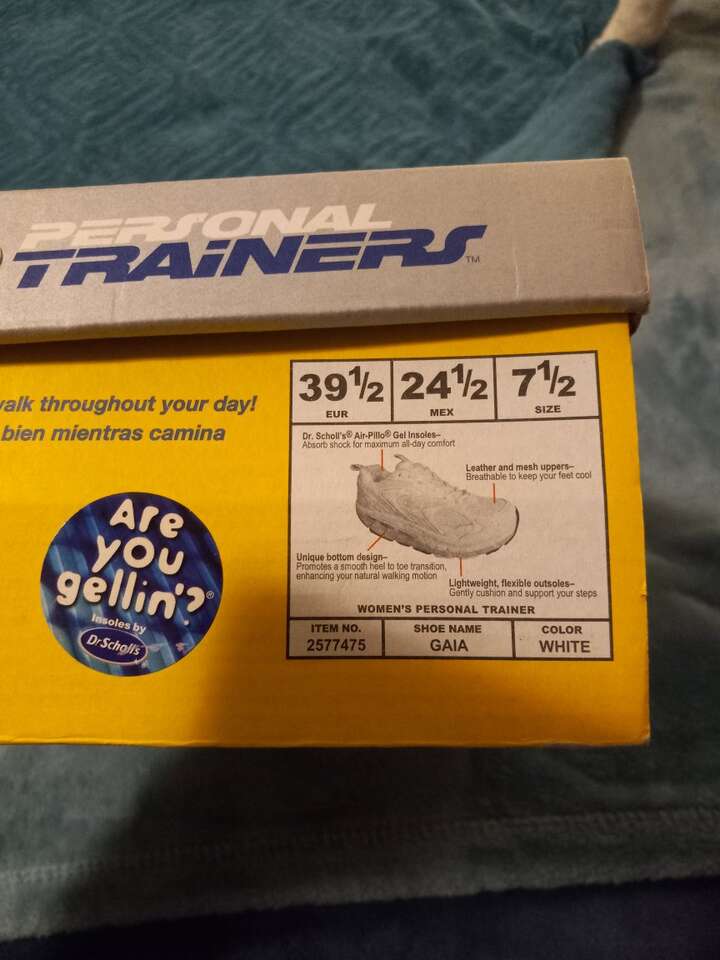 PERSONAL
TRAINERS™
walk throughout your day!
bien mientras camina
Are
you
gellin'?®
Insoles by
Dr. Scholl's
39½ 24½ 7½
EUR MEX SIZE
Dr. Scholl's® Air-Pillo® Gel Insoles–
Absorb shock for maximum all-day comfort
Leather and mesh uppers–
Breathable to keep your feet cool
Unique bottom design–
Promotes a smooth heel to toe transition,
enhancing your natural walking motion
Lightweight, flexible outsoles–
Gently cushion and support your steps
WOMEN'S PERSONAL TRAINER
ITEM NO. SHOE NAME COLOR
2577475 GAIA WHITE